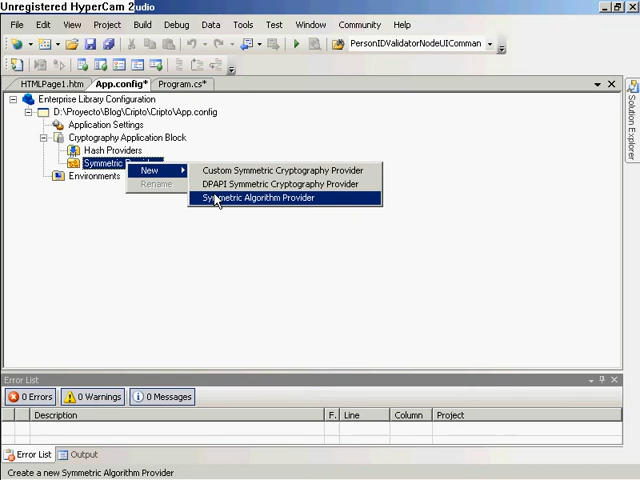 Unregistered HyperCam 2udio
File Edit View Project Build Debug Data Tools Test Window Community Help
PersonIDValidatorNodeUIComman
HTMLPage1.htm App.config* Program.cs*
Enterprise Library Configuration
D:\Proyecto\Blog\Cripto\Cripto\App.config
Application Settings
Cryptography Application Block
Hash Providers
Symmetric
Environments
New
Rename
Custom Symmetric Cryptography Provider
DPAPI Symmetric Cryptography Provider
Symmetric Algorithm Provider
Solution Explorer
Error List
0 Errors 0 Warnings 0 Messages
Description F. Line Column Project
Error List Output
Create a new Symmetric Algorithm Provider